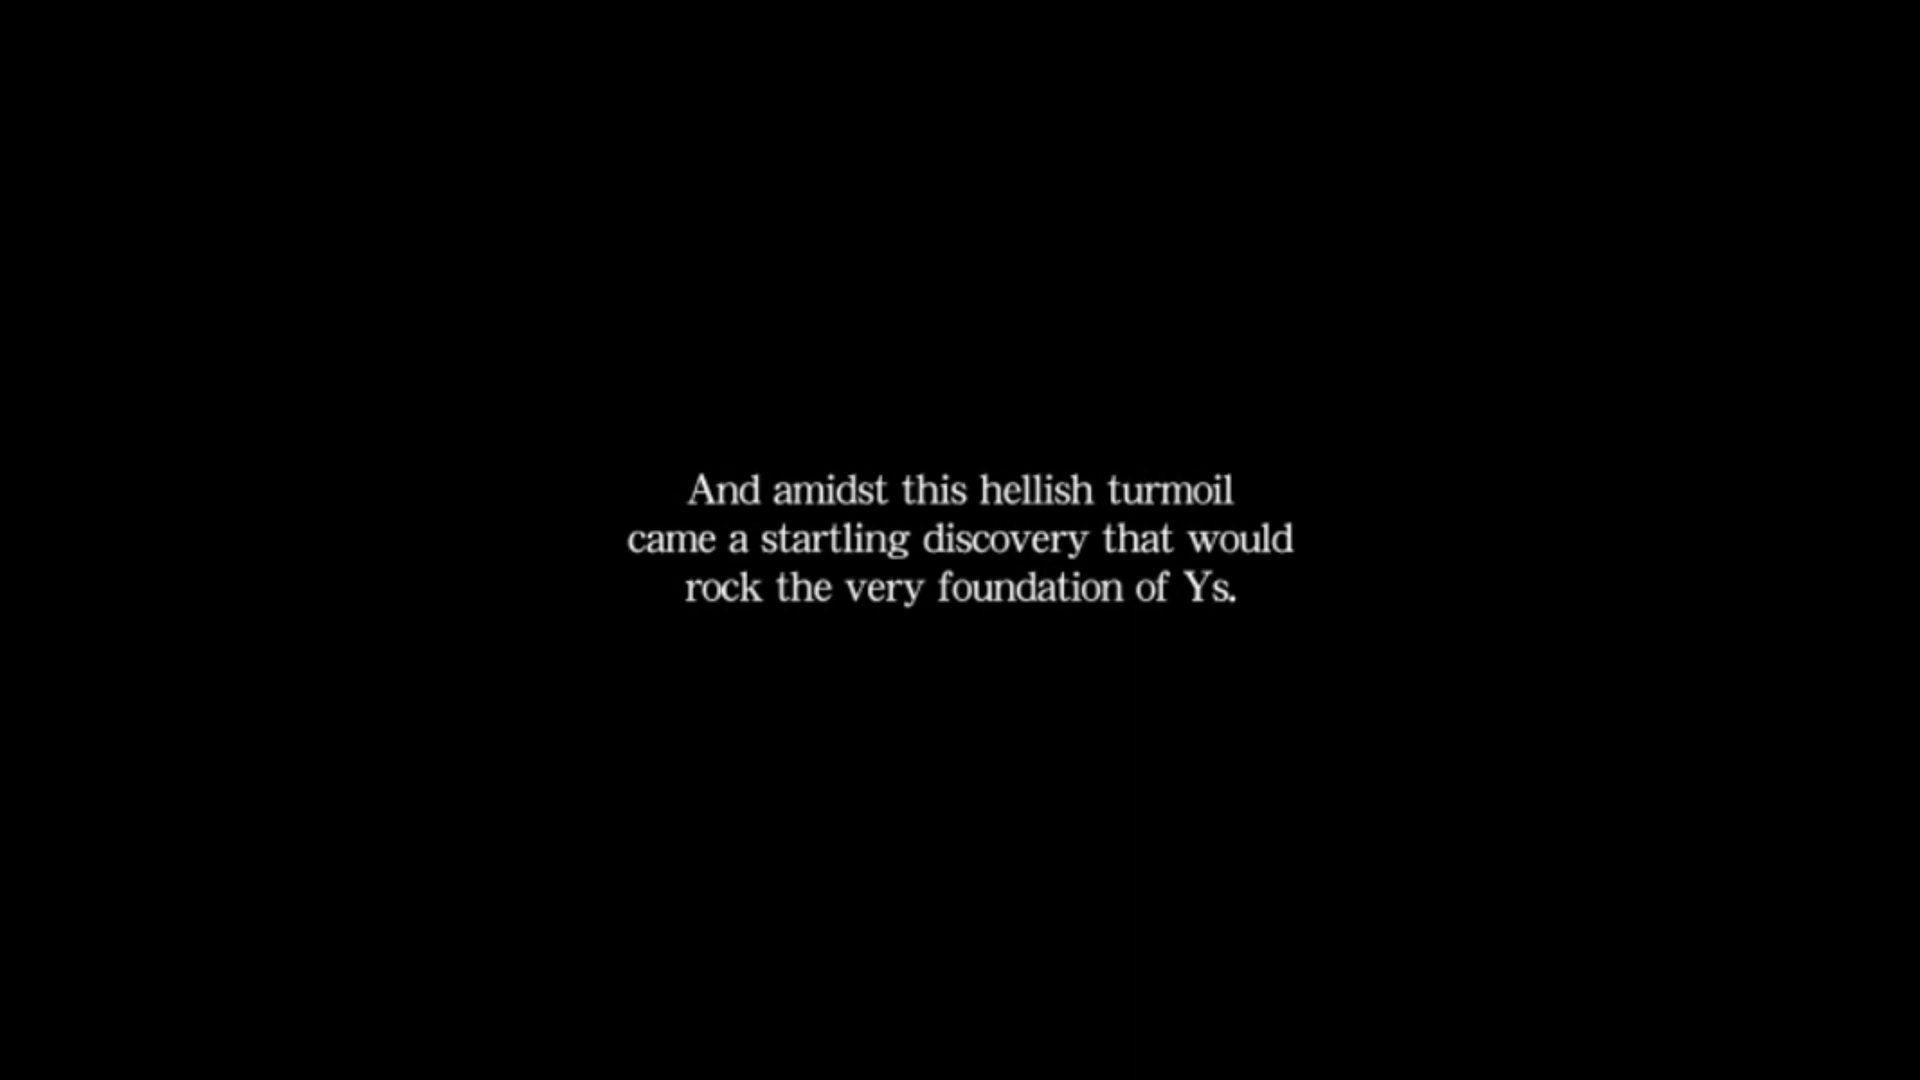 And amidst this hellish turmoil
came a startling discovery that would
rock the very foundation of Ys.